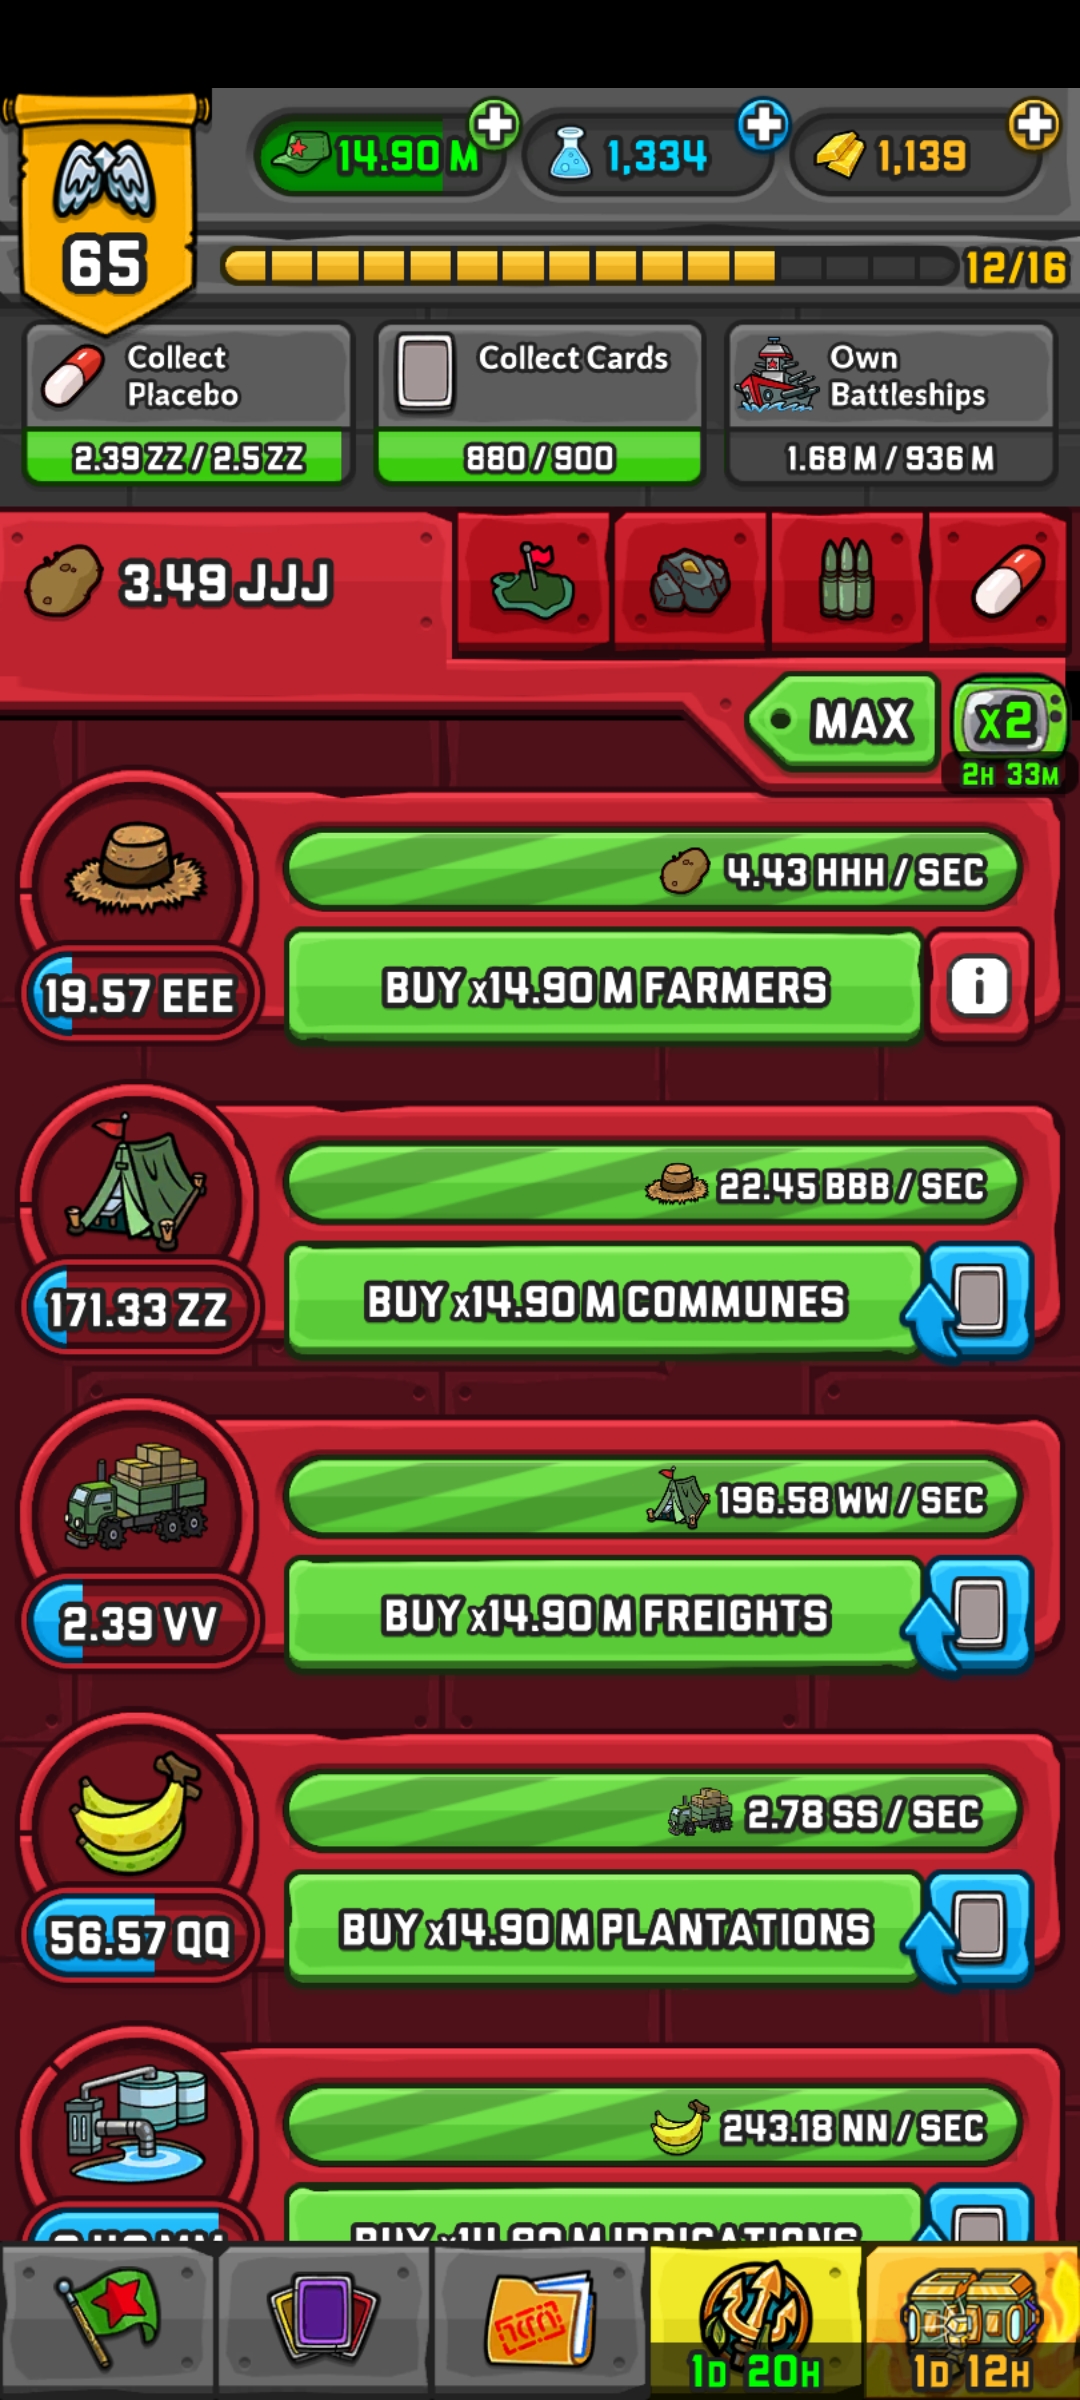 14.90 M
1,334
1,139
65
12/16
Collect
Placebo
Collect Cards
Own
Battleships
2.39 ZZ / 2.5 ZZ
880 / 900
1.68 M / 936 M
3.49 JJJ
MAX
x2
2H 33M
4.43 HHH / SEC
19.57 EEE
BUY x14.90 M FARMERS
i
22.45 BBB / SEC
171.33 ZZ
BUY x14.90 M COMMUNES
196.58 WW / SEC
2.39 VV
BUY x14.90 M FREIGHTS
2.78 SS / SEC
56.57 QQ
BUY x14.90 M PLANTATIONS
243.18 NN / SEC
BUY x14.90 M IRRIGATIONS
1D 20H
1D 12H